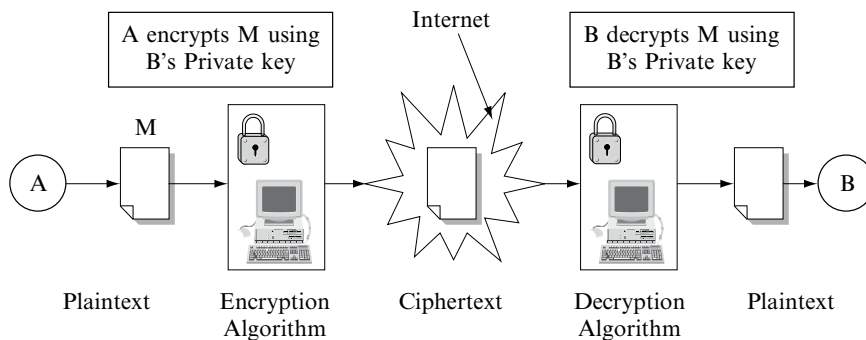 Internet
A encrypts M using
B's Private key
B decrypts M using
B's Private key
M
A
B
Plaintext
Encryption
Algorithm
Ciphertext
Decryption
Algorithm
Plaintext